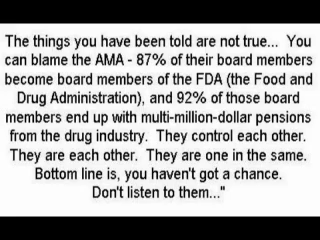 The things you have been told are not true... You
can blame the AMA - 87% of their board members
become board members of the FDA (the Food and
Drug Administration), and 92% of those board
members end up with multi-million-dollar pensions
from the drug industry. They control each other.
They are each other. They are one in the same.
Bottom line is, you haven't got a chance.
Don't listen to them..."